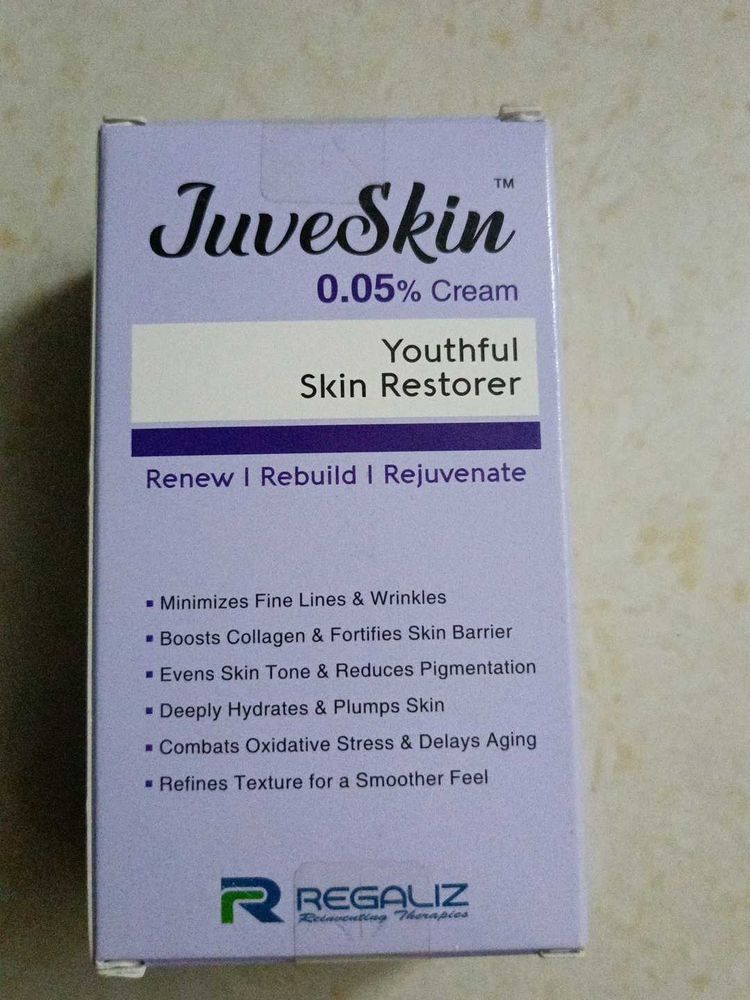 JuveSkin™
0.05% Cream
Youthful
Skin Restorer
Renew | Rebuild | Rejuvenate
▪ Minimizes Fine Lines & Wrinkles
▪ Boosts Collagen & Fortifies Skin Barrier
▪ Evens Skin Tone & Reduces Pigmentation
▪ Deeply Hydrates & Plumps Skin
▪ Combats Oxidative Stress & Delays Aging
▪ Refines Texture for a Smoother Feel
REGALIZ
Reinventing Therapies